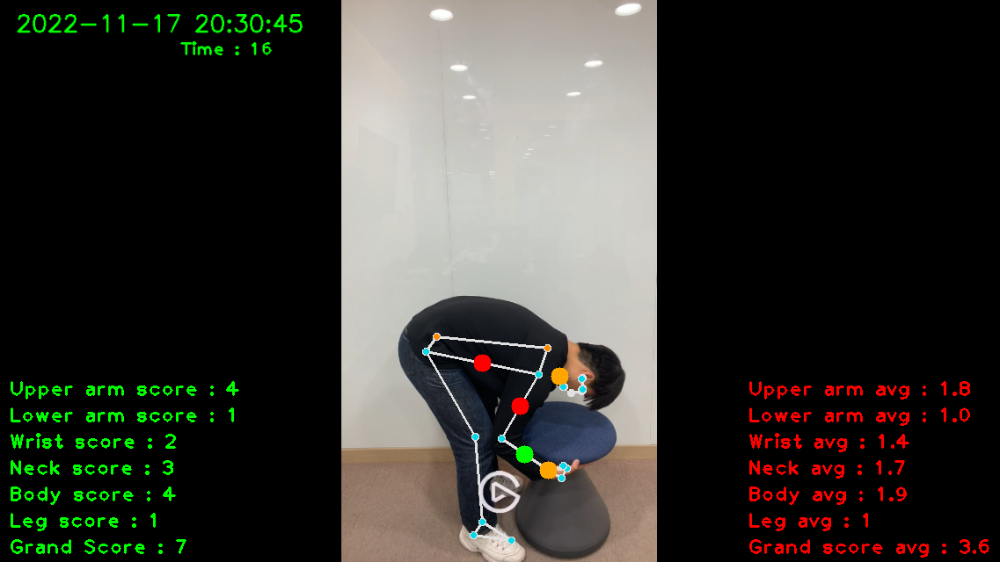 2022-11-17 20:30:45
Time : 16
Upper arm score : 4
Lower arm score : 1
Wrist score : 2
Neck score : 3
Body score : 4
Leg score : 1
Grand Score : 7
Upper arm avg : 1.8
Lower arm avg : 1.0
Wrist avg : 1.4
Neck avg : 1.7
Body avg : 1.9
Leg avg : 1
Grand score avg : 3.6